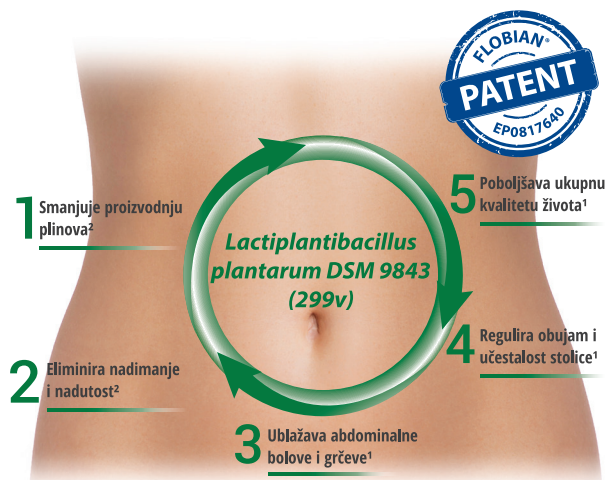 FLOBIAN®
PATENT
EP0817640
1 Smanjuje proizvodnju
plinova²
2 Eliminira nadimanje
i nadutost²
3 Ublažava abdominalne
bolove i grčeve¹
4 Regulira obujam i
učestalost stolice¹
5 Poboljšava ukupnu
kvalitetu života¹
Lactiplantibacillus
plantarum DSM 9843
(299v)